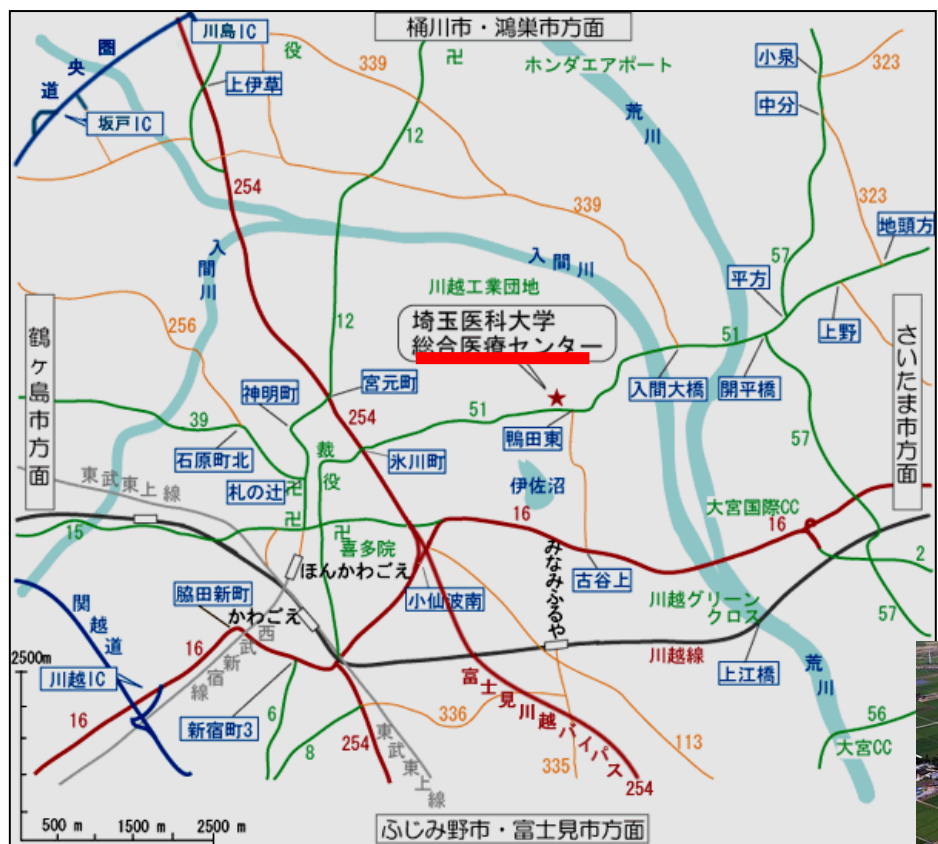 川島IC
桶川市・鴻巣市方面
圏央道
役
卍
339
ホンダエアポート
小泉
323
上伊草
坂戸IC
12
荒川
中分
254
339
323
地頭方
入間川
入間川
57
平方
鶴ヶ島市方面
256
12
川越工業団地
埼玉医科大学
総合医療センター
51
上野
さいたま市方面
神明町
宮元町
254
入間大橋
開平橋
39
51
鴨田東
石原町北
裁
氷川町
57
東武東上線
札の辻
卍
役
伊佐沼
大宮国際CC
15
卍
卍
16
16
喜多院
ほんかわごえ
みなみふるや
古谷上
2
脇田新町
かわごえ
小仙波南
川越グリーン
クロス
57
関越道
16
西武新宿線
川越線
上江橋
荒川
2500m
川越IC
16
新宿町3
6
8
254
336
富士見川越バイパス
113
56
東武東上線
335
254
大宮CC
500 m
1500 m
2500 m
ふじみ野市・富士見市方面